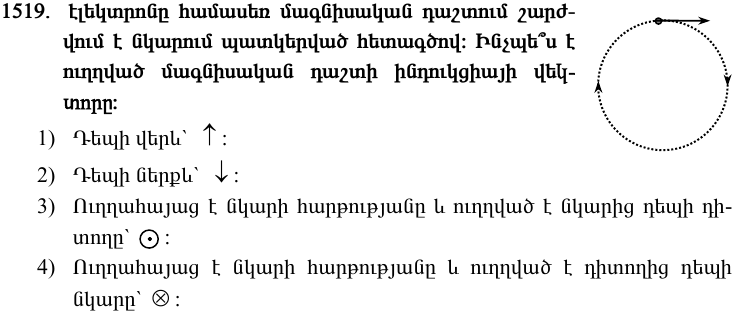 1519. Էլեկտրոնը համասեռ մագնիսական դաշտում շարժ-
վում է նկարում պատկերված հետագծով: Ինչպե՞ս է
ուղղված մագնիսական դաշտի ինդուկցիայի վեկ-
տորը:
1) Դեպի վերև՝ ↑ :
2) Դեպի ներքև՝ ↓ :
3) Ուղղահայաց է նկարի հարթությանը և ուղղված է նկարից դեպի դի-
տողը՝ ⊙ :
4) Ուղղահայաց է նկարի հարթությանը և ուղղված է դիտողից դեպի
նկարը՝ ⊗ :